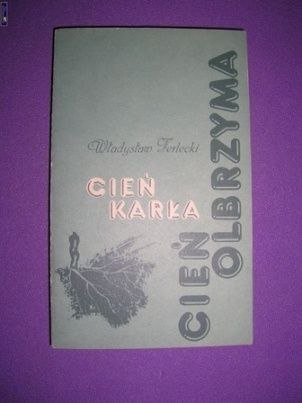 Władysław Terlecki
CIEŃ
KARŁA
CIEŃ
OLBRZYMA